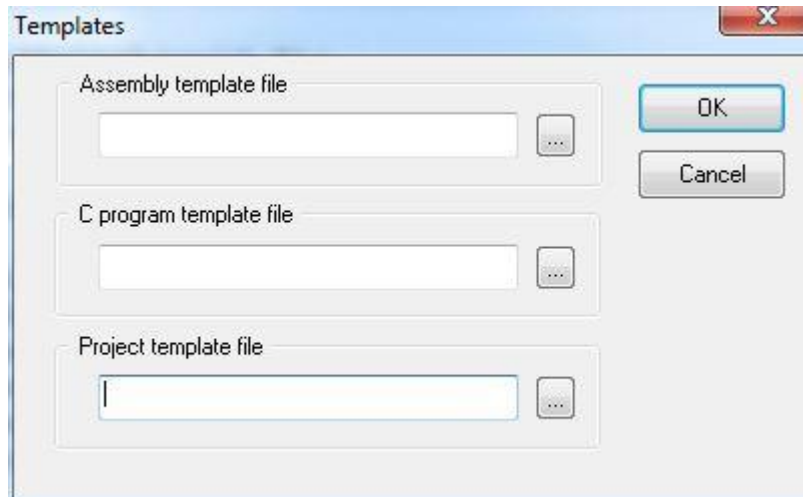 Templates
Assembly template file
...
OK
Cancel
C program template file
...
Project template file
...